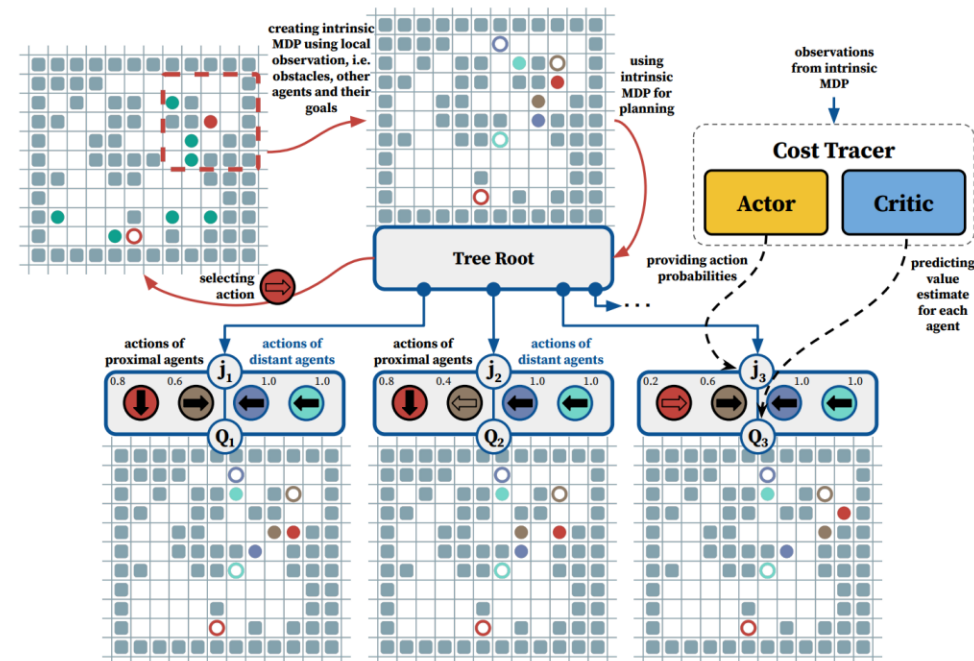 creating intrinsic
MDP using local
observation, i.e.
obstacles, other
agents and their
goals
using
intrinsic
MDP for
planning
observations
from intrinsic
MDP
Cost Tracer
Actor
Critic
Tree Root
selecting
action
providing action
probabilities
predicting
value
estimate
for each
agent
...
actions of
proximal agents
actions of
distant agents
j1
0.8
0.6
1.0
1.0
Q1
actions of
proximal agents
actions of
distant agents
j2
0.8
0.4
1.0
1.0
Q2
j3
0.2
0.6
1.0
1.0
Q3